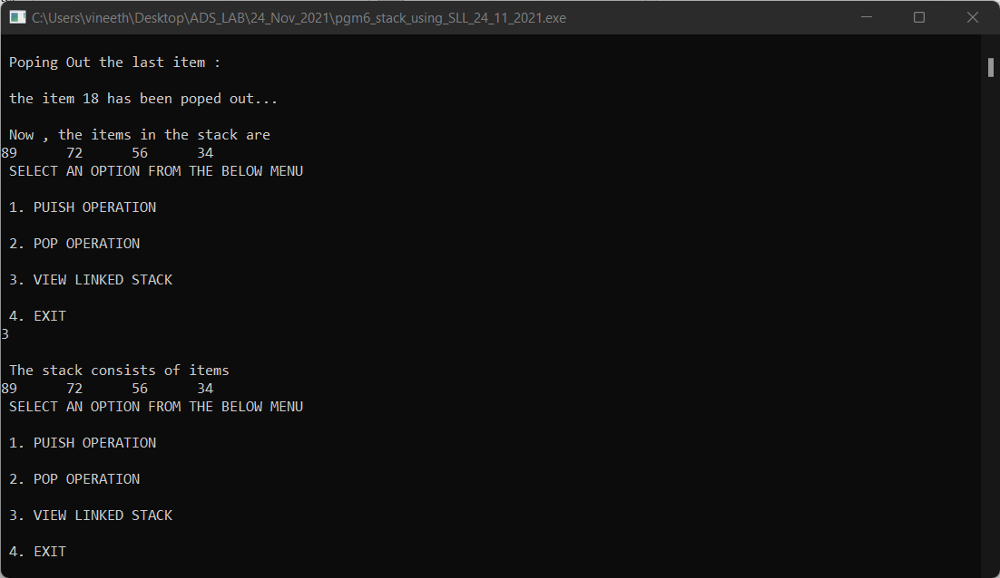 C:\Users\vineeth\Desktop\ADS_LAB\24_Nov_2021\pgm6_stack_using_SLL_24_11_2021.exe
Poping Out the last item :
the item 18 has been poped out...
Now , the items in the stack are
89      72      56      34
SELECT AN OPTION FROM THE BELOW MENU
1. PUISH OPERATION
2. POP OPERATION
3. VIEW LINKED STACK
4. EXIT
3
The stack consists of items
89      72      56      34
SELECT AN OPTION FROM THE BELOW MENU
1. PUISH OPERATION
2. POP OPERATION
3. VIEW LINKED STACK
4. EXIT